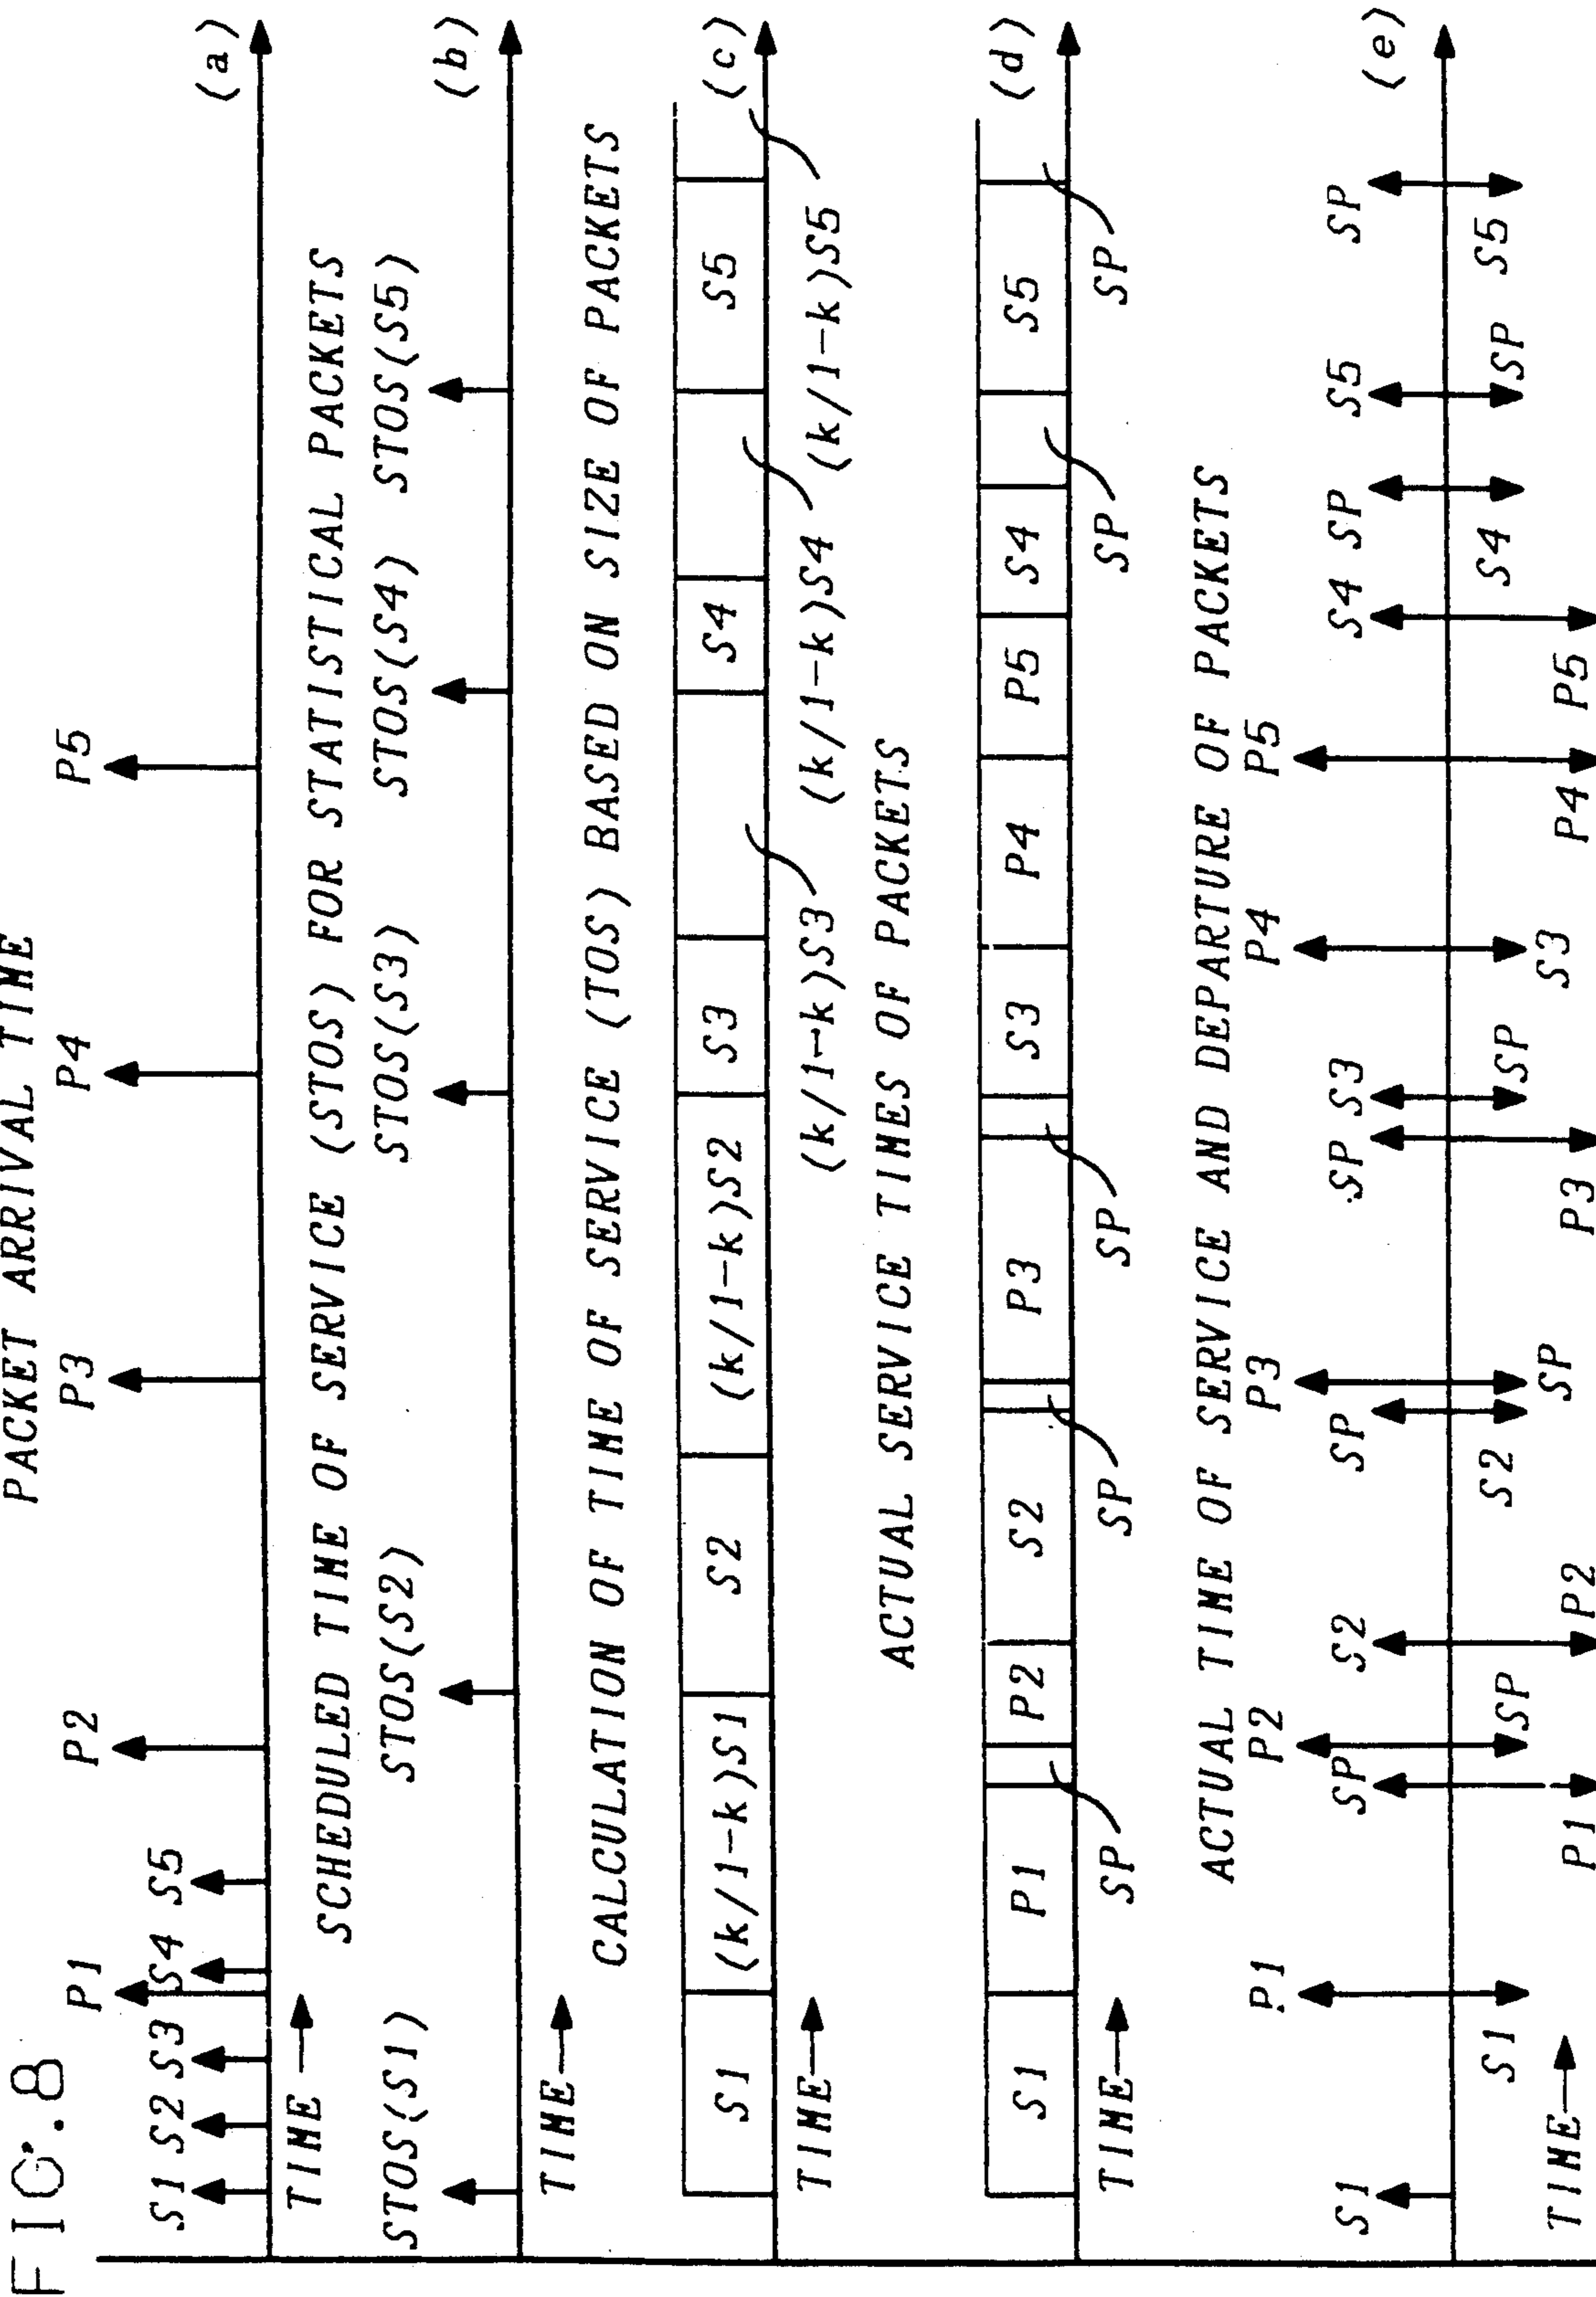 FIG.8
PACKET ARRIVAL TIME
P1 P2 P3 P4 P5
S1 S2 S3 S4 S5
(a)
TIME
SCHEDULED TIME OF SERVICE (STOS) FOR STATISTICAL PACKETS
STOS(S1) STOS(S2) STOS(S3) STOS(S4) STOS(S5)
(b)
TIME
CALCULATION OF TIME OF SERVICE (TOS) BASED ON SIZE OF PACKETS
S1 (k/1-k)S1 S2 (k/1-k)S2 S3 S4 S5
(c)
TIME
(k/1-k)S3 (k/1-k)S4 (k/1-k)S5
ACTUAL SERVICE TIMES OF PACKETS
S1 P1 P2 S2 P3 S3 P4 P5 S4 S5
(d)
TIME
SP SP SP SP SP
ACTUAL TIME OF SERVICE AND DEPARTURE OF PACKETS
P1 P2 P3 P4 P5
S1 SP S2 SP SP S3 S4 SP S5 SP
(e)
S1 SP S2 SP S3 S4 SP S5
TIME
P1 P2 SP P3 P4 P5